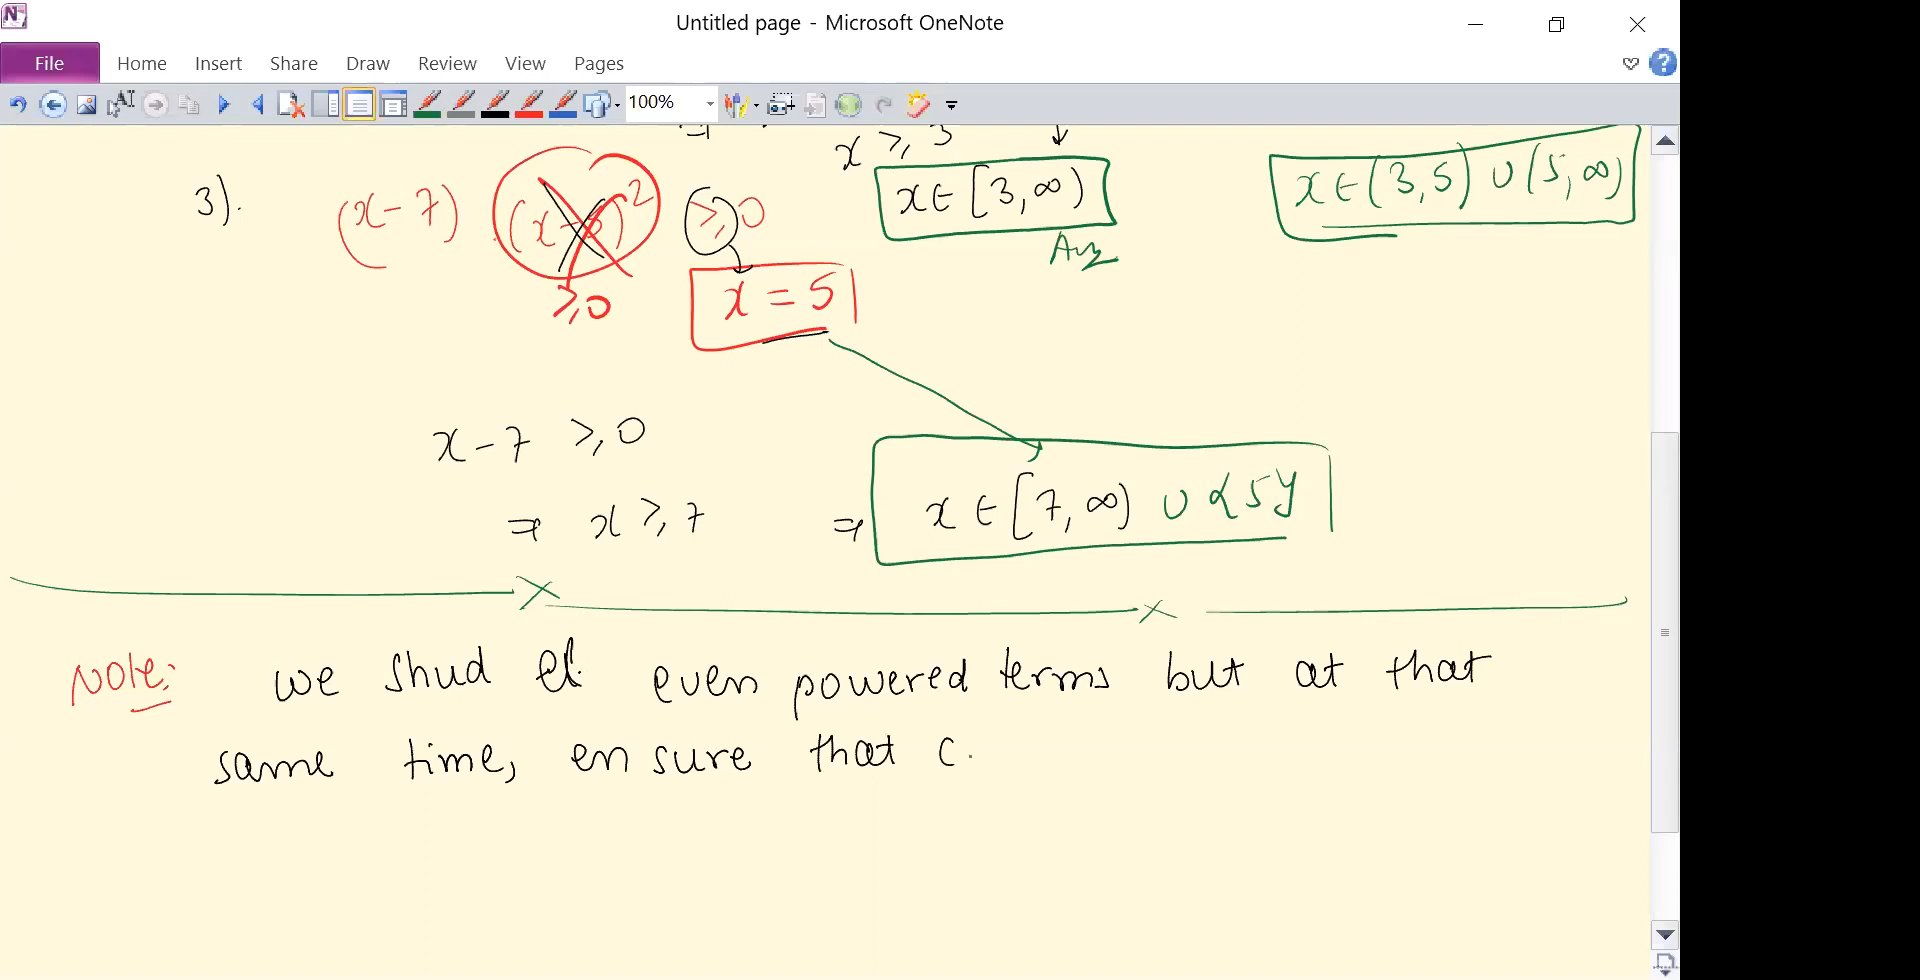 Untitled page - Microsoft OneNote
File Home Insert Share Draw Review View Pages
100%
x ≥ 3
3). (x-7) (x-5)² ≥ 0
x ∈ [3, ∞)
x ∈ (3, 5) ∪ (5, ∞)
Ans
≥ 0
x = 5
x - 7 ≥ 0
⇒ x ≥ 7 ⇒ x ∈ [7, ∞) ∪ {5}
Note: we shud el. even powered terms but at that
same time, ensure that c